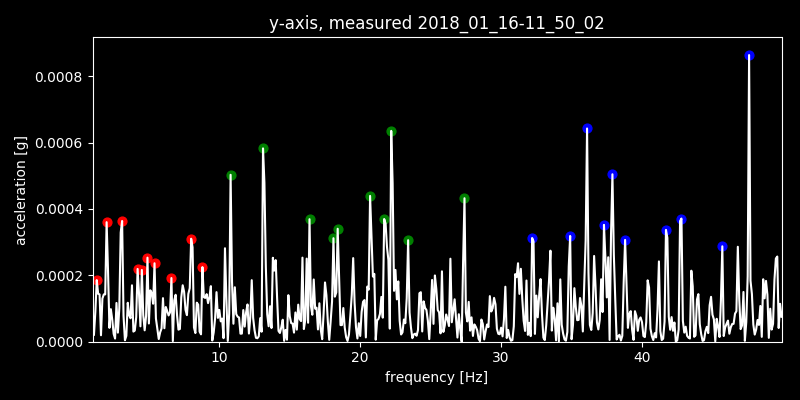 y-axis, measured 2018_01_16-11_50_02
0.0008
0.0006
0.0004
0.0002
0.0000
acceleration [g]
10 20 30 40
frequency [Hz]